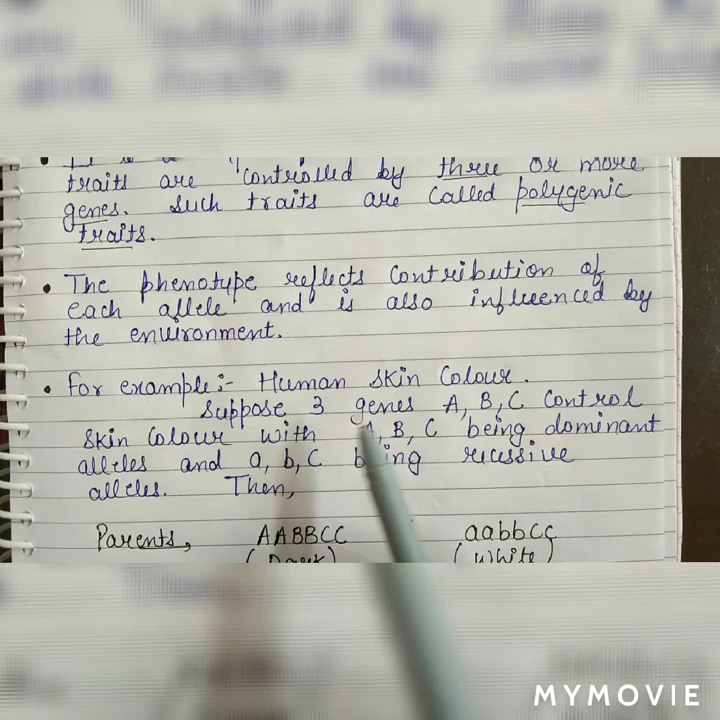 traits are controlled by three or more
genes. Such traits are called polygenic
traits.
• The phenotype reflects contribution of
each allele and is also influenced by
the environment.
• For example:- Human Skin Colour.
Suppose 3 genes A, B, C control
skin colour with A, B, C being dominant
alleles and a, b, c being recessive
alleles. Then,
Parents, AABBCC aabbcc
(Dark) (White)
MYMOVIE